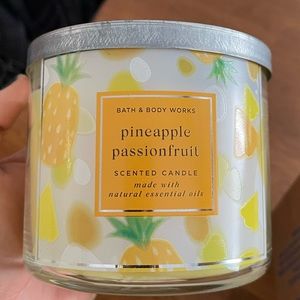 BATH & BODY WORKS
pineapple
passionfruit
SCENTED CANDLE
made with
natural essential oils